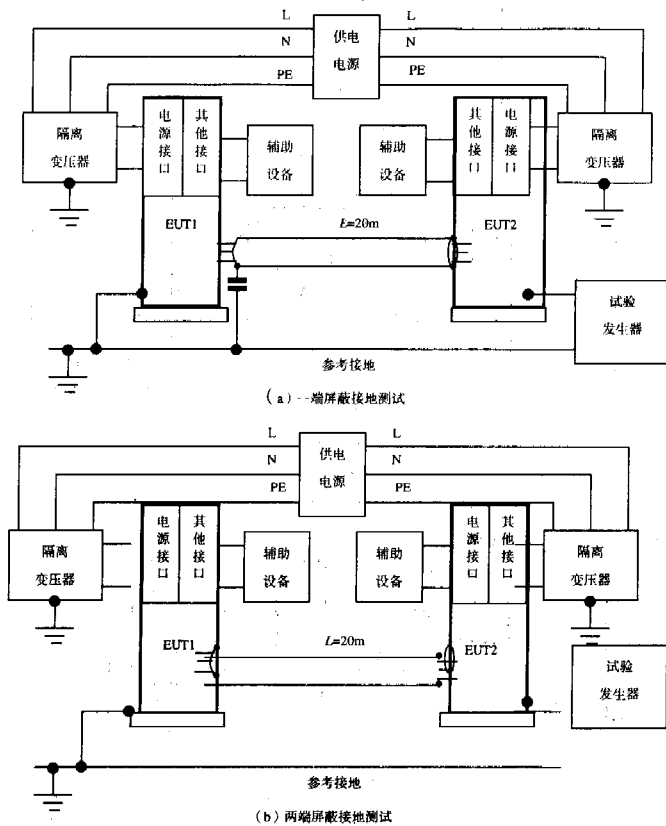 L
L
供电
电源
N
N
PE
PE
隔离
变压器
电源接口
其他接口
辅助
设备
辅助
设备
其他接口
电源接口
隔离
变压器
EUT1
L=20m
EUT2
试验
发生器
参考接地
(a)一端屏蔽接地测试
L
L
供电
电源
N
N
PE
PE
隔离
变压器
电源接口
其他接口
辅助
设备
辅助
设备
电源接口
其他接口
隔离
变压器
EUT1
L=20m
EUT2
试验
发生器
参考接地
(b)两端屏蔽接地测试